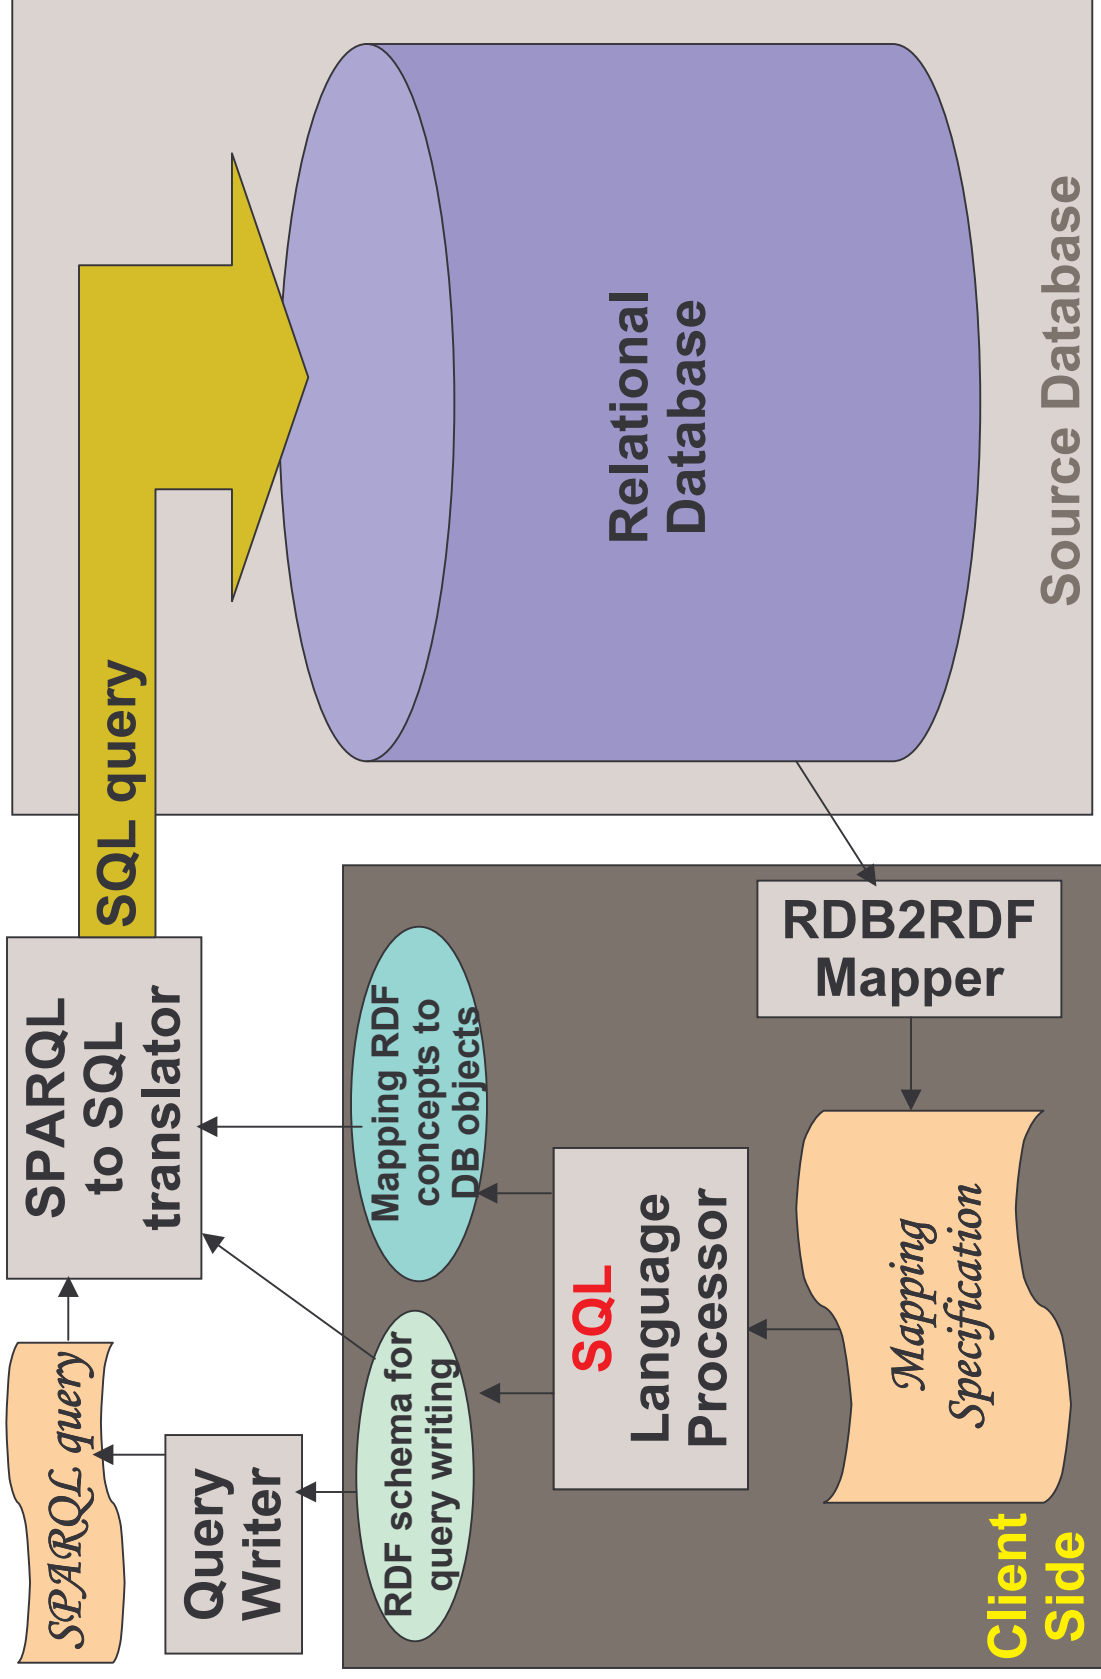 SPARQL query
Query
Writer
SPARQL
to SQL
translator
SQL query
RDF schema for
query writing
Mapping RDF
concepts to
DB objects
SQL
Language
Processor
Mapping
Specification
RDB2RDF
Mapper
Client
Side
Relational
Database
Source Database